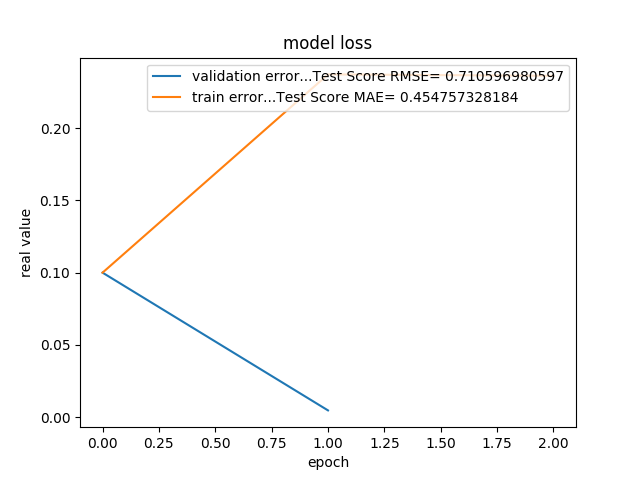 model loss
validation error...Test Score RMSE= 0.710596980597
train error...Test Score MAE= 0.454757328184
real value
0.20
0.15
0.10
0.05
0.00
0.00 0.25 0.50 0.75 1.00 1.25 1.50 1.75 2.00
epoch